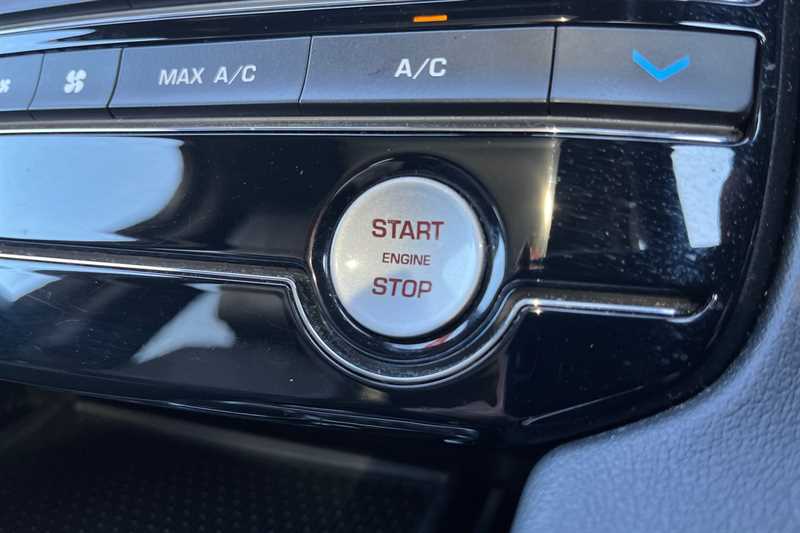 MAX A/C
A/C
START
ENGINE
STOP